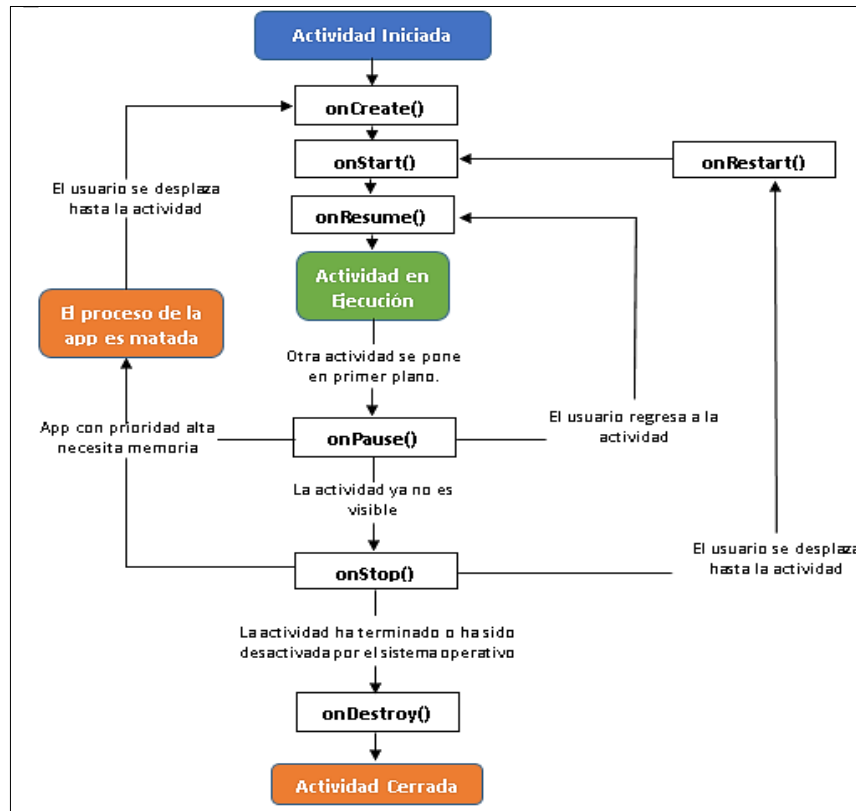 Actividad Iniciada
onCreate()
onStart()
onRestart()
El usuario se desplaza
hasta la actividad
onResume()
Actividad en
Ejecución
El proceso de la
app es matada
Otra actividad se pone
en primer plano.
App con prioridad alta
necesita memoria
onPause()
El usuario regresa a la
actividad
La actividad ya no es
visible
onStop()
El usuario se desplaza
hasta la actividad
La actividad ha terminado o ha sido
desactivada por el sistema operativo
onDestroy()
Actividad Cerrada